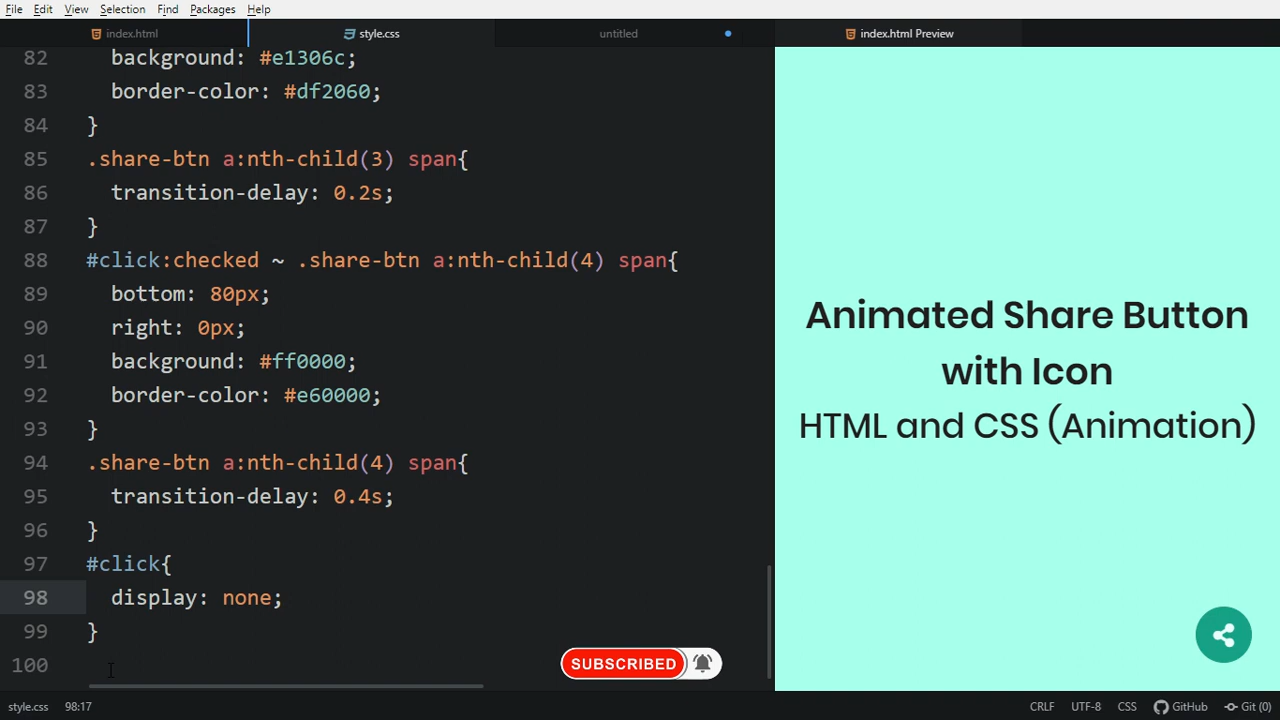 File Edit View Selection Find Packages Help
index.html style.css untitled index.html Preview
82 background: #e1306c;
83 border-color: #df2060;
84 }
85 .share-btn a:nth-child(3) span{
86 transition-delay: 0.2s;
87 }
88 #click:checked ~ .share-btn a:nth-child(4) span{
89 bottom: 80px;
90 right: 0px;
91 background: #ff0000;
92 border-color: #e60000;
93 }
94 .share-btn a:nth-child(4) span{
95 transition-delay: 0.4s;
96 }
97 #click{
98 display: none;
99 }
100
Animated Share Button
with Icon
HTML and CSS (Animation)
SUBSCRIBED
style.css 98:17 CRLF UTF-8 CSS GitHub Git (0)